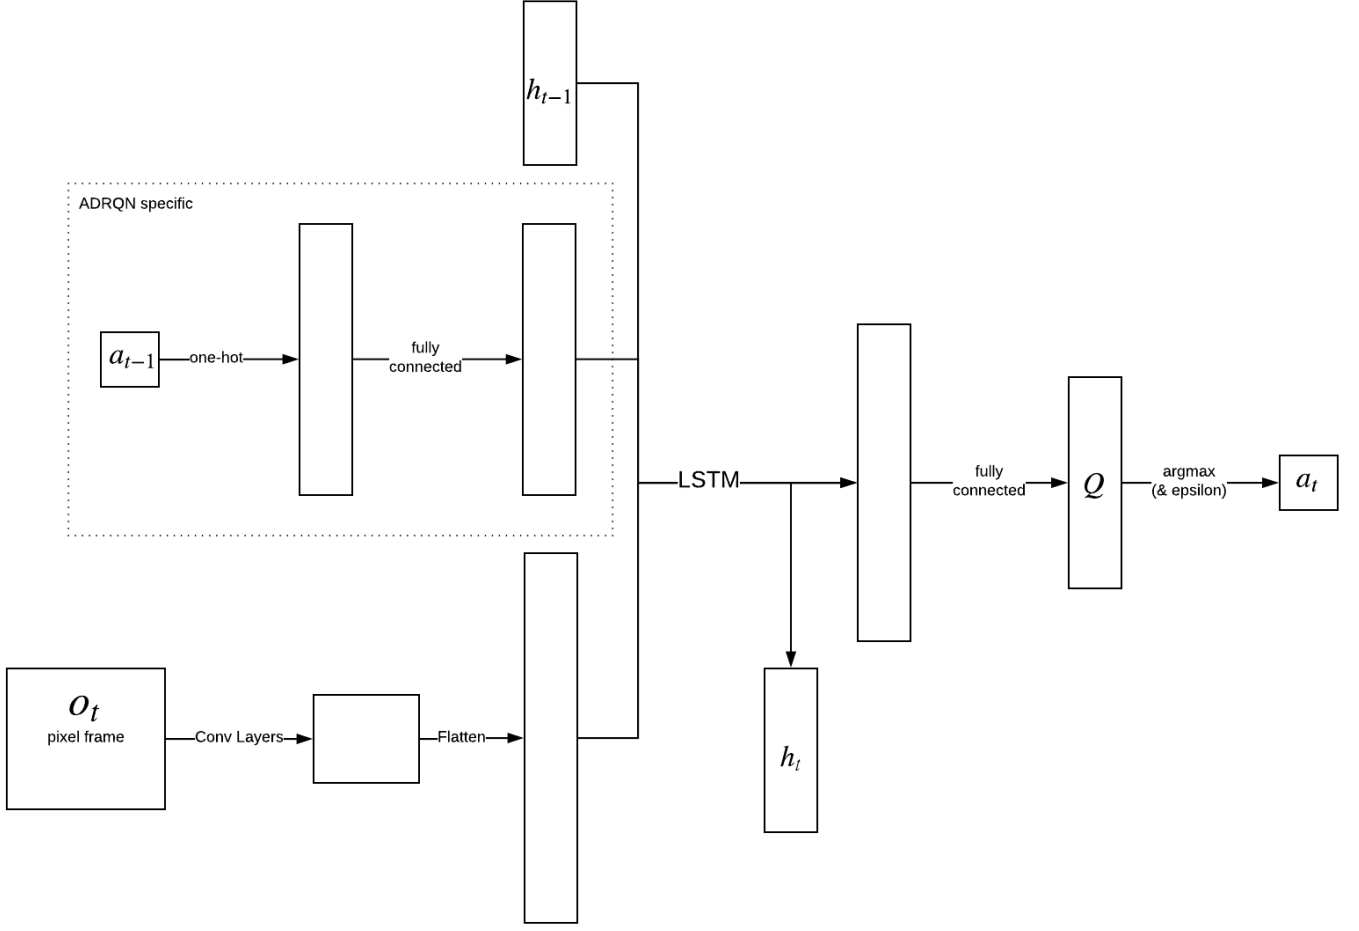 h_{t−1}
ADRQN specific
a_{t−1}
one-hot
fully
connected
LSTM
fully
connected
Q
argmax
(& epsilon)
a_t
o_t
pixel frame
Conv Layers
Flatten
h_t